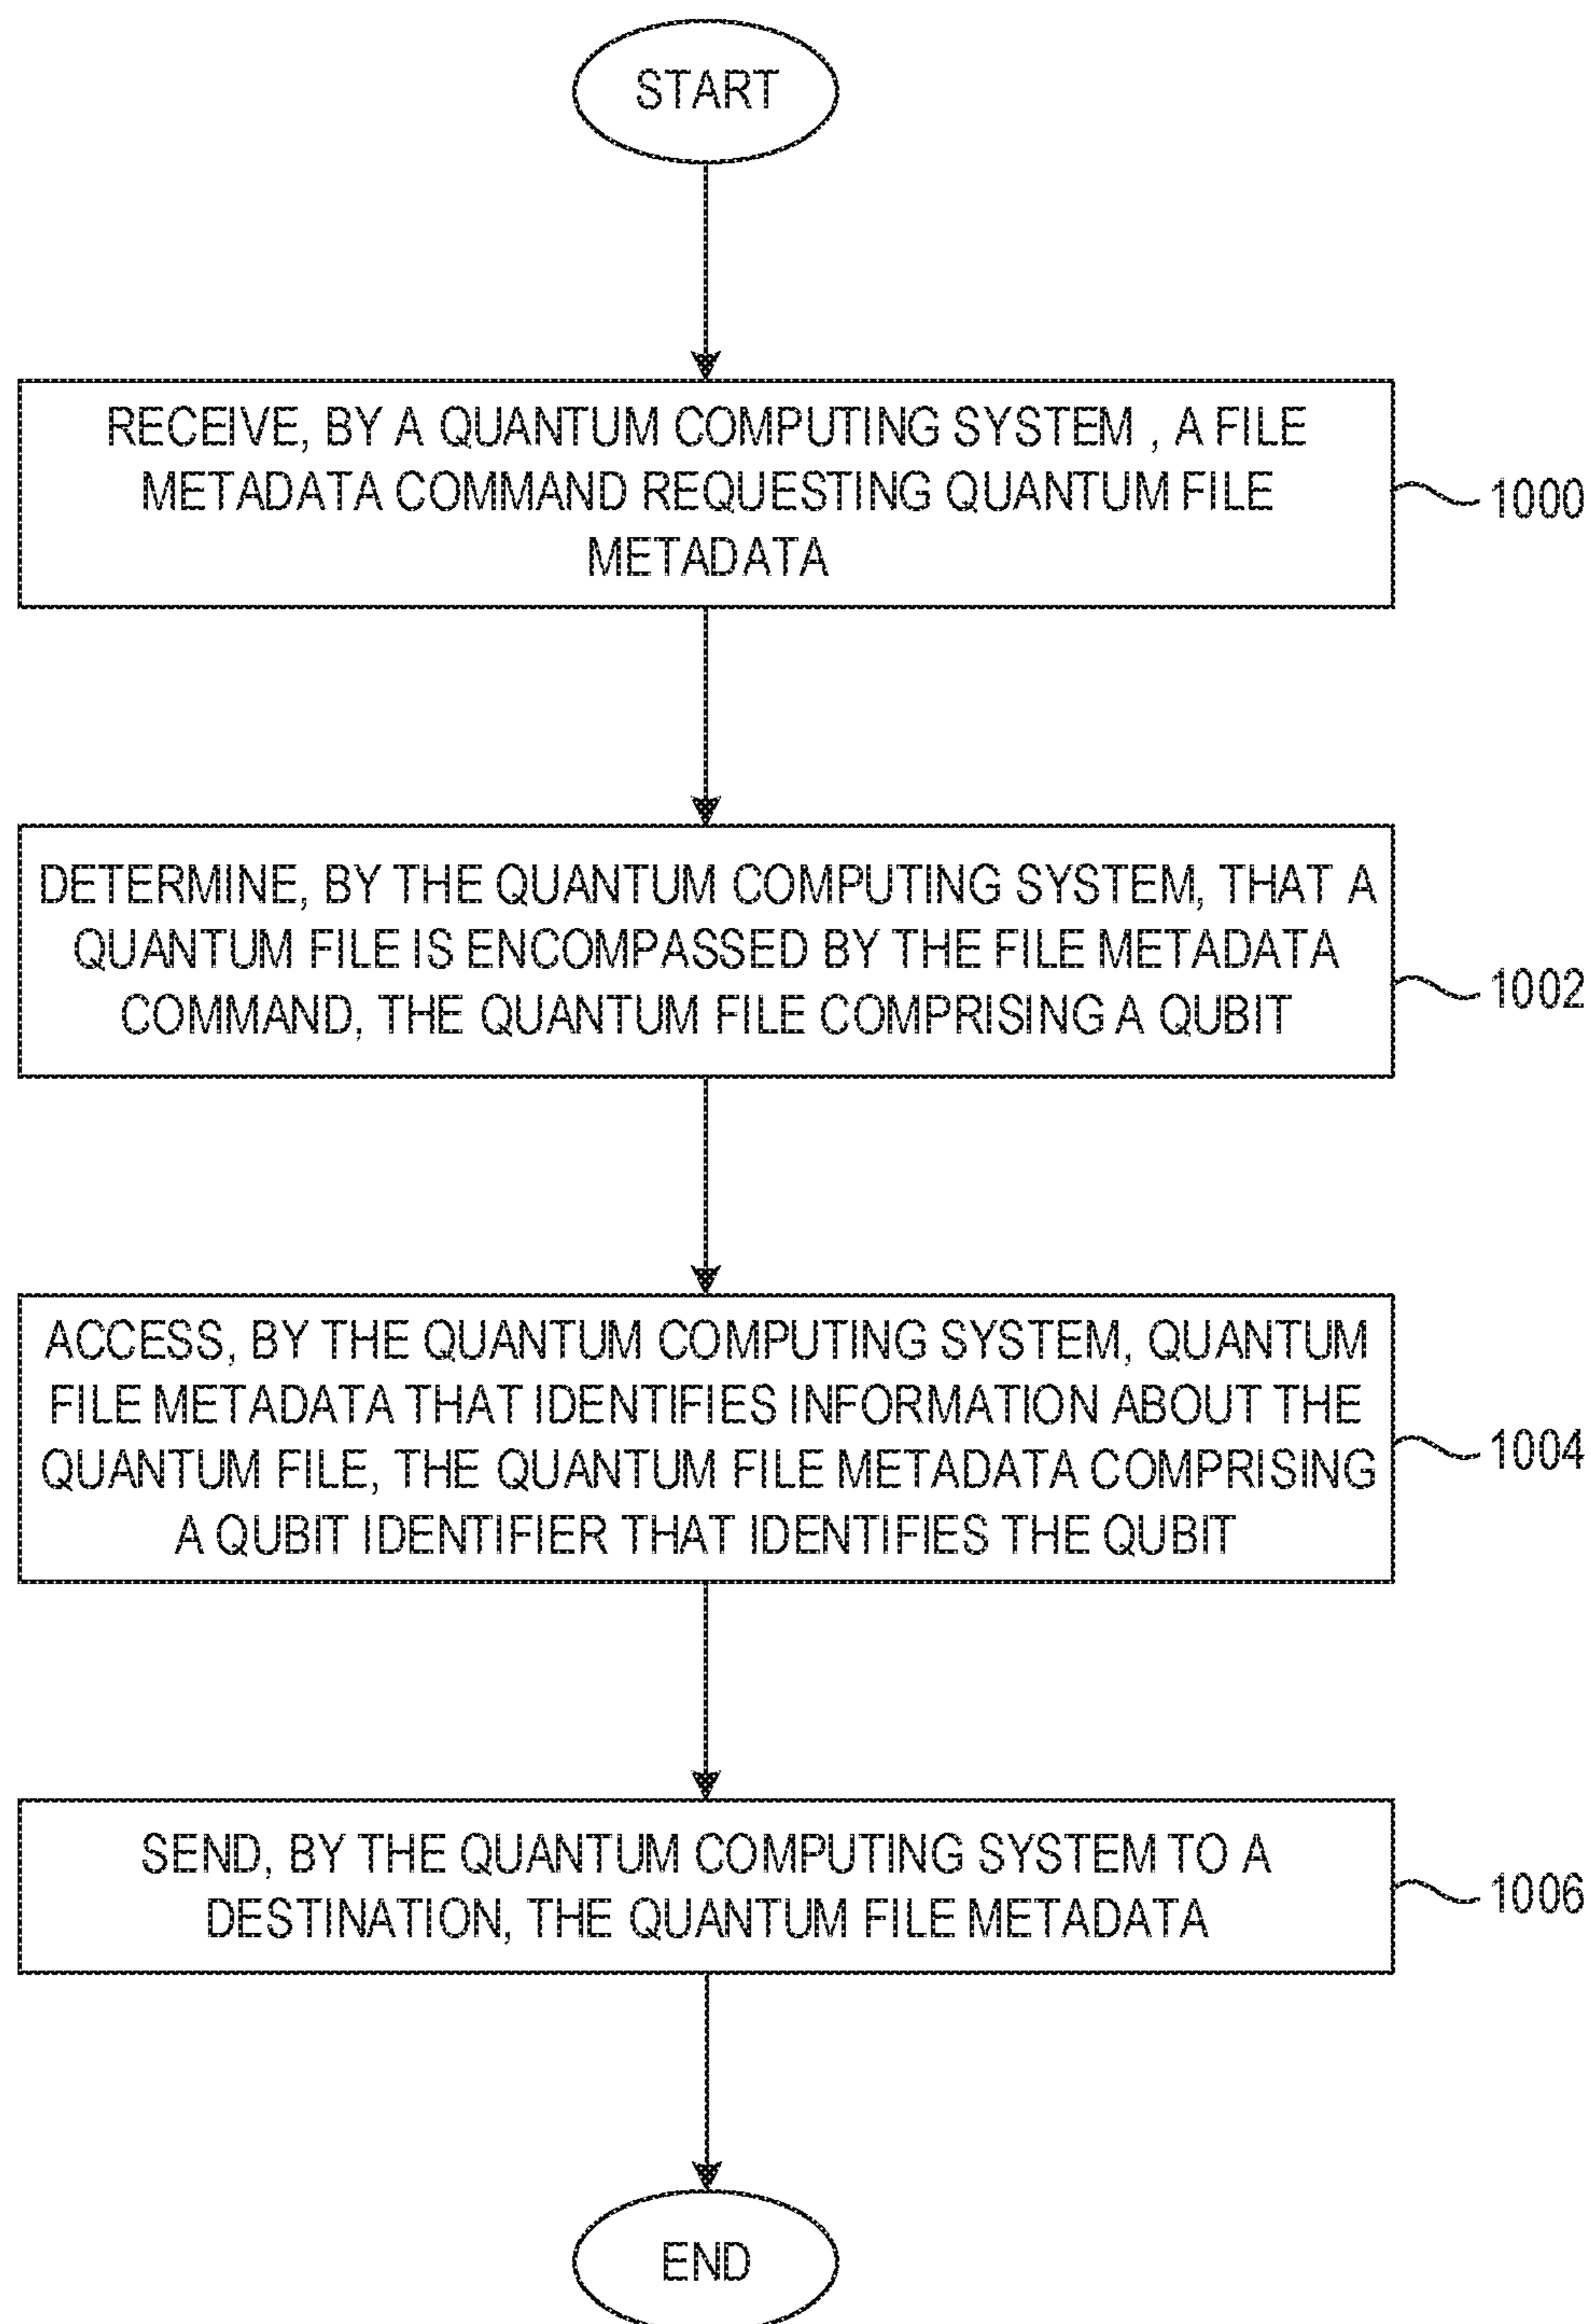 START
RECEIVE, BY A QUANTUM COMPUTING SYSTEM , A FILE
METADATA COMMAND REQUESTING QUANTUM FILE
METADATA
1000
DETERMINE, BY THE QUANTUM COMPUTING SYSTEM, THAT A
QUANTUM FILE IS ENCOMPASSED BY THE FILE METADATA
COMMAND, THE QUANTUM FILE COMPRISING A QUBIT
1002
ACCESS, BY THE QUANTUM COMPUTING SYSTEM, QUANTUM
FILE METADATA THAT IDENTIFIES INFORMATION ABOUT THE
QUANTUM FILE, THE QUANTUM FILE METADATA COMPRISING
A QUBIT IDENTIFIER THAT IDENTIFIES THE QUBIT
1004
SEND, BY THE QUANTUM COMPUTING SYSTEM TO A
DESTINATION, THE QUANTUM FILE METADATA
1006
END